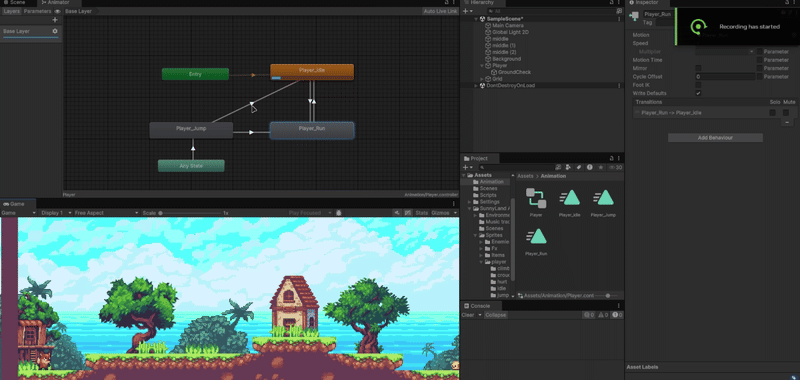 Scene
Animator
Layers
Parameters
Base Layer
Auto Live Link
Base Layer
Entry
Player_Idle
Player_Jump
Player_Run
Any State
Player
Animation/Player.controller
Game
Game
Display 1
Free Aspect
Scale
1x
Play Focused
Stats
Gizmos
Hierarchy
All
SampleScene*
Main Camera
Global Light 2D
middle
middle (1)
middle (2)
Background
Player
GroundCheck
Grid
DontDestroyOnLoad
Project
Assets
Animation
Scenes
Scripts
Settings
SunnyLand A
Environme
Music trac
Scenes
Sprites
Enemie
Fx
Items
player
climb
crouc
hurt
idle
jump
Assets
Animation
Player
Player_Idle
Player_Jump
Player_Run
Assets/Animation/Player.cont
Console
Clear
Collapse
0
0
0
Inspector
Player_Run
Tag
Recording has started
Motion
Speed
Multiplier
Parameter
Motion Time
Parameter
Mirror
Parameter
Cycle Offset
0
Parameter
Foot IK
Write Defaults
Transitions
Solo
Mute
Player_Run -> Player_Idle
Add Behaviour
Asset Labels